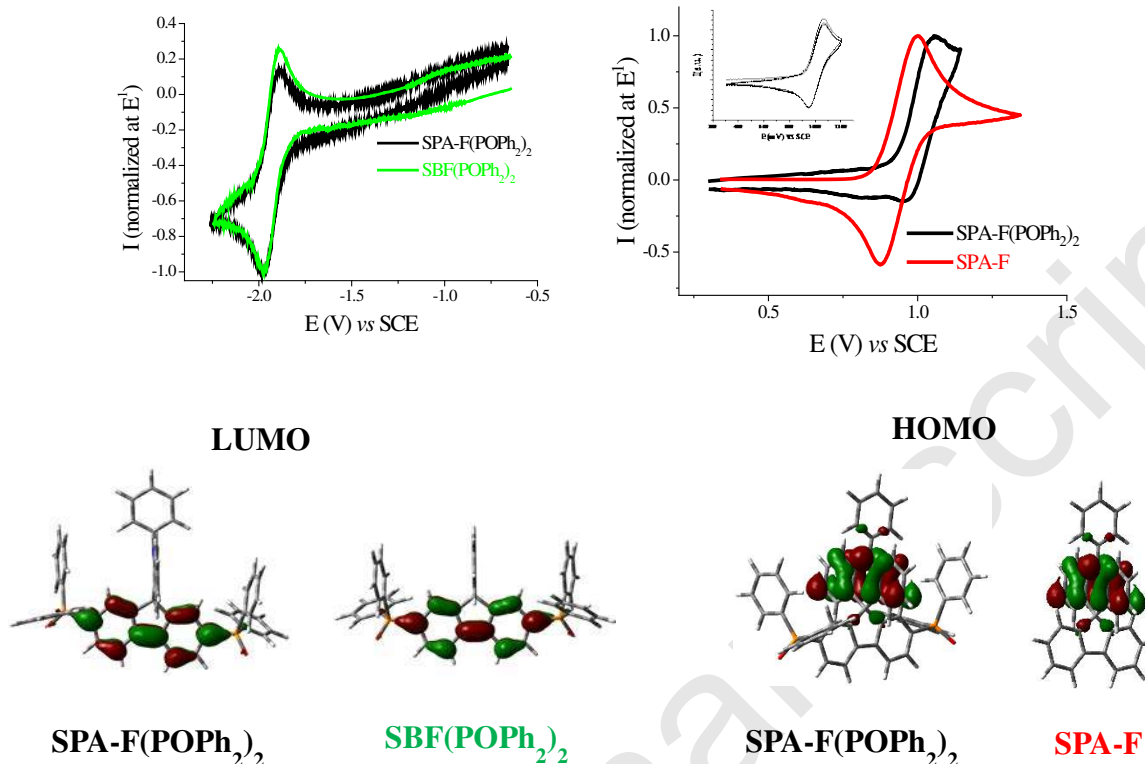 I (normalized at E¹)
0.4
0.2
0.0
-0.2
-0.4
-0.6
-0.8
-1.0
SPA-F(POPh₂)₂
SBF(POPh₂)₂
-2.0
-1.5
-1.0
-0.5
E (V) vs SCE
I (normalized at E¹)
1.0
0.5
0.0
-0.5
SPA-F(POPh₂)₂
SPA-F
0.5
1.0
1.5
E (V) vs SCE
LUMO
HOMO
SPA-F(POPh₂)₂
SBF(POPh₂)₂
SPA-F(POPh₂)₂
SPA-F